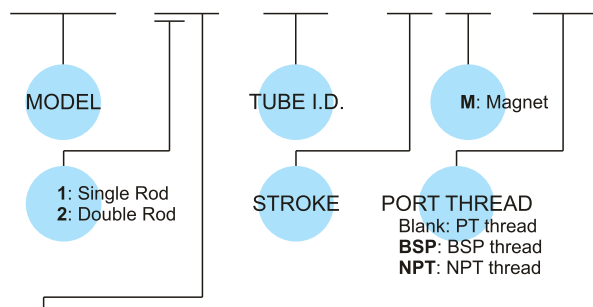 MODEL
TUBE I.D.
M: Magnet
1: Single Rod
2: Double Rod
STROKE
PORT THREAD
Blank: PT thread
BSP: BSP thread
NPT: NPT thread